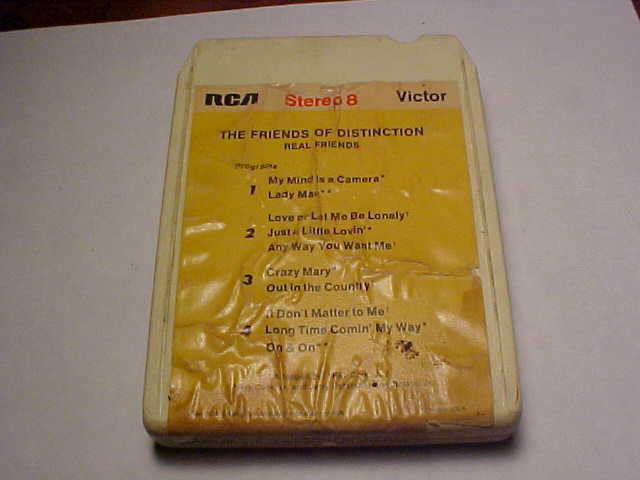 RCA Stereo 8 Victor
THE FRIENDS OF DISTINCTION
REAL FRIENDS
Programs
1 My Mind Is a Camera*
Lady Mae**
Love or Let Me Be Lonely†
2 Just a Little Lovin'*
Any Way You Want Me†
3 Crazy Mary*
Out in the Country†
It Don't Matter to Me†
4 Long Time Comin' My Way*
On & On**